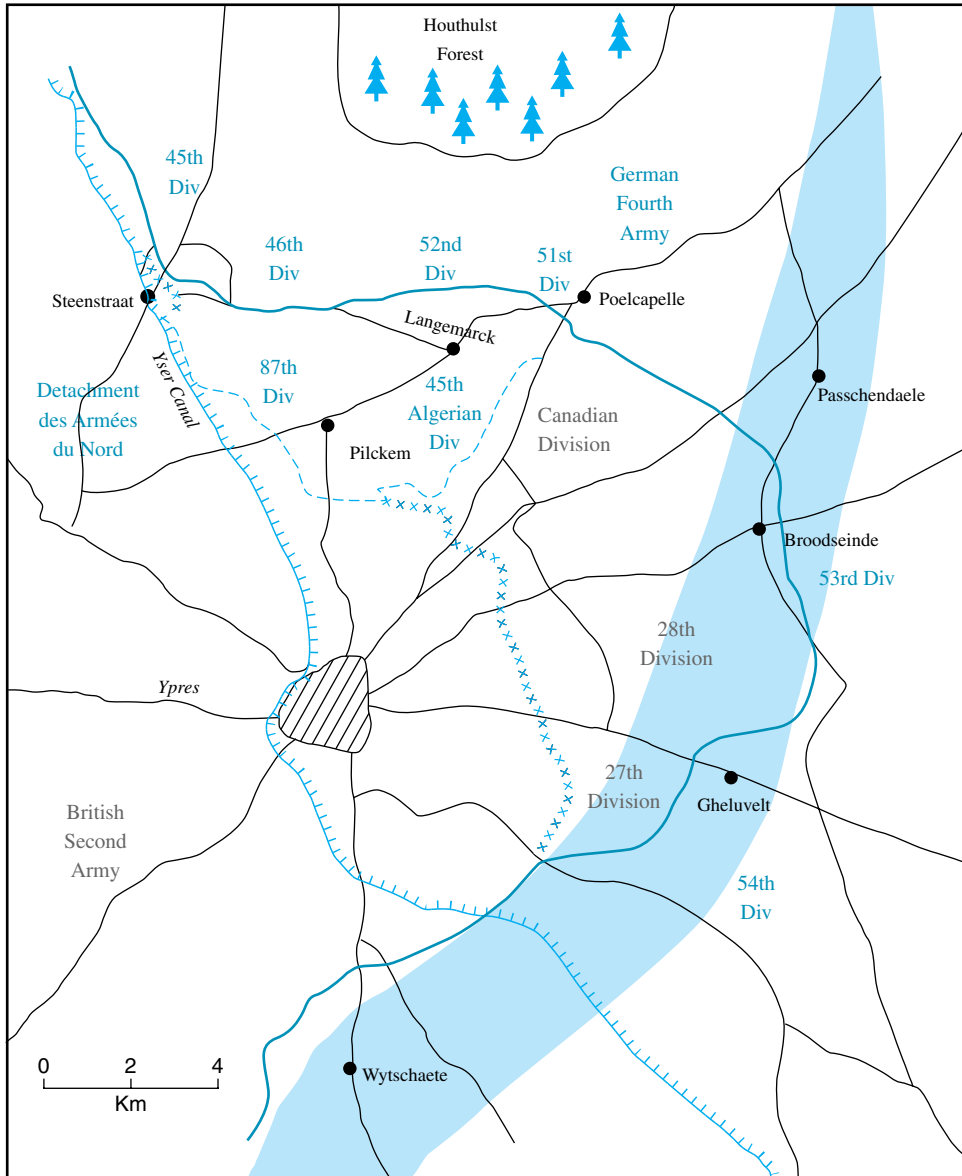 Houthulst
Forest
45th
Div
German
Fourth
Army
46th
Div
52nd
Div
51st
Div
Steenstraat
Poelcapelle
Langemarck
Yser Canal
87th
Div
45th
Algerian
Div
Passchendaele
Detachment
des Armées
du Nord
Canadian
Division
Pilckem
Broodseinde
53rd Div
28th
Division
Ypres
27th
Division
Gheluvelt
British
Second
Army
54th
Div
0 2 4
Km
Wytschaete